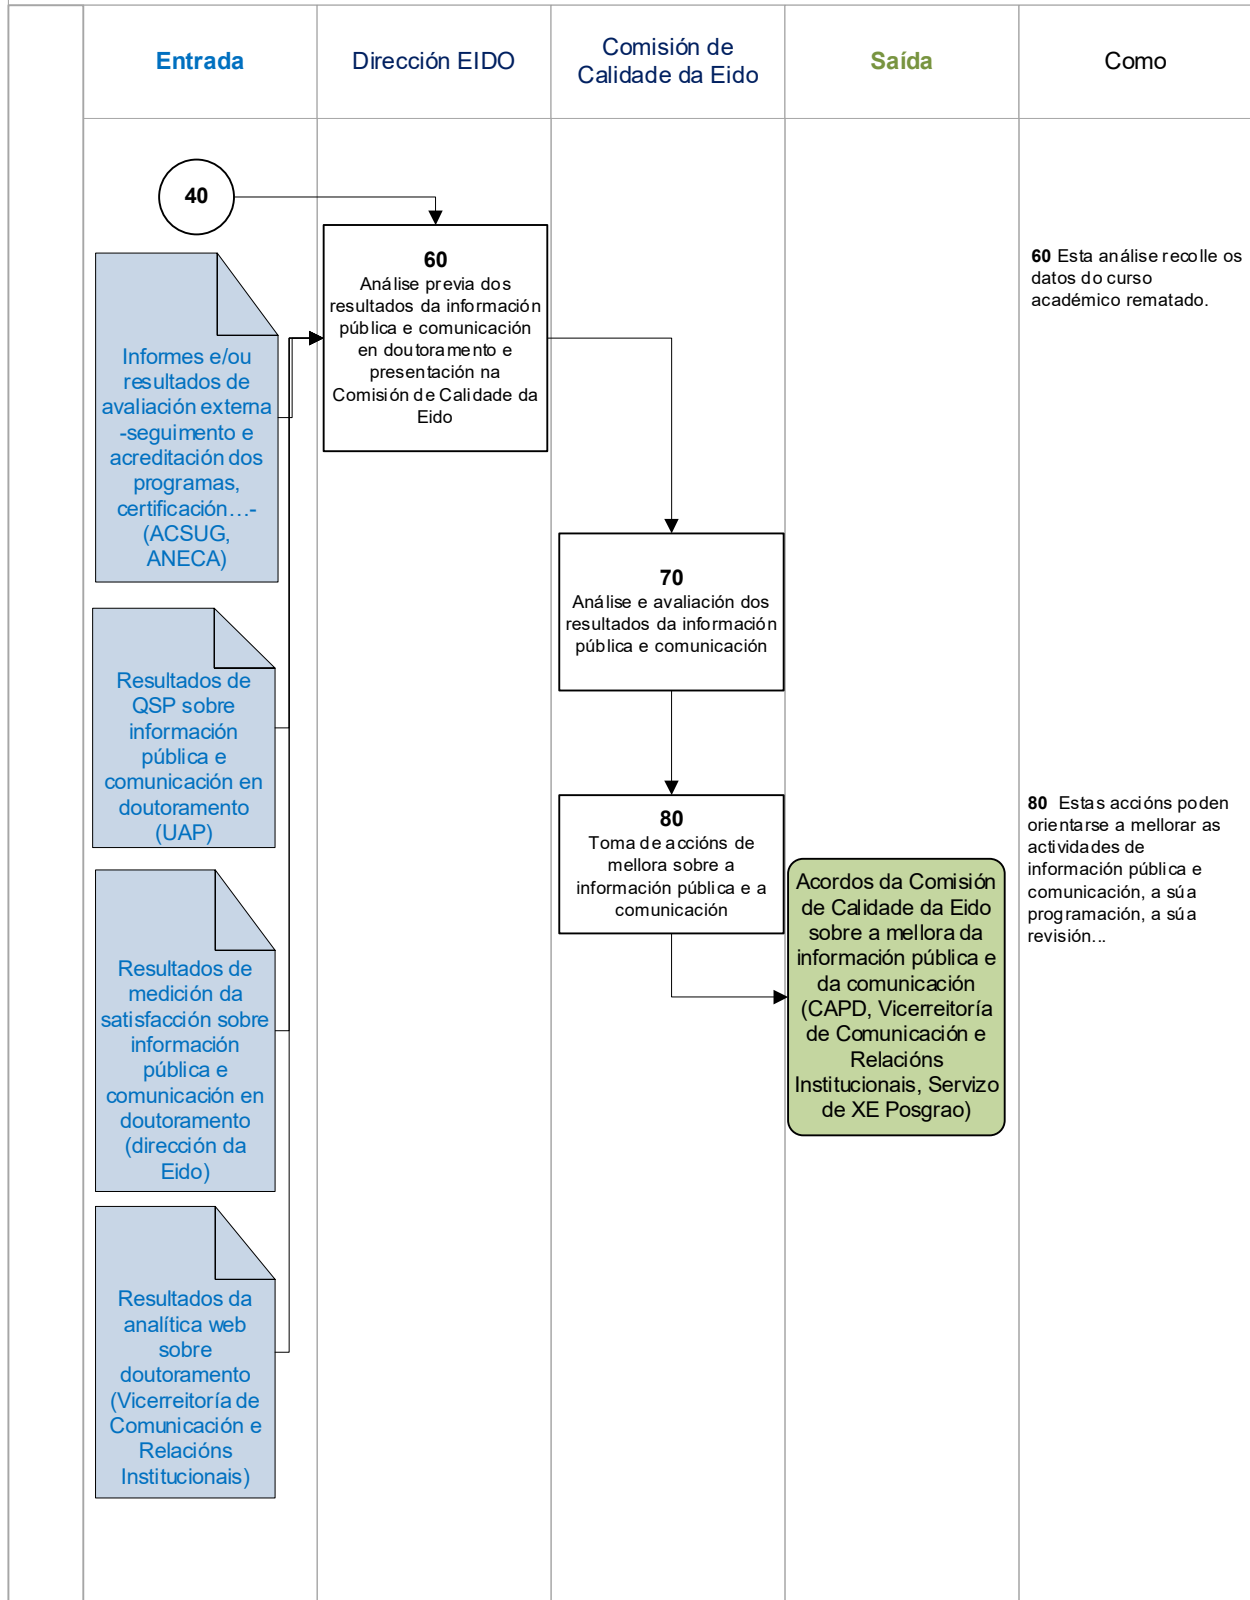 Entrada
Dirección EIDO
Comisión de
Calidade da Eido
Saída
Como
40
60
Análise previa dos
resultados da información
pública e comunicación
en doutoramento e
presentación na
Comisión de Calidade da
Eido
60 Esta análise recolle os
datos do curso
académico rematado.
Informes e/ou
resultados de
avaliación externa
-seguimento e
acreditación dos
programas,
certificación...-
(ACSUG,
ANECA)
70
Análise e avaliación dos
resultados da información
pública e comunicación
Resultados de
QSP sobre
información
pública e
comunicación en
doutoramento
(UAP)
80
Toma de accións de
mellora sobre a
información pública e a
comunicación
80 Estas accións poden
orientarse a mellorar as
actividades de
información pública e
comunicación, a súa
programación, a súa
revisión...
Acordos da Comisión
de Calidade da Eido
sobre a mellora da
información pública e
da comunicación
(CAPD, Vicerreitoría
de Comunicación e
Relacións
Institucionais, Servizo
de XE Posgrao)
Resultados de
medición da
satisfacción sobre
información
pública e
comunicación en
doutoramento
(dirección da
Eido)
Resultados da
analítica web
sobre
doutoramento
(Vicerreitoría de
Comunicación e
Relacións
Institucionais)